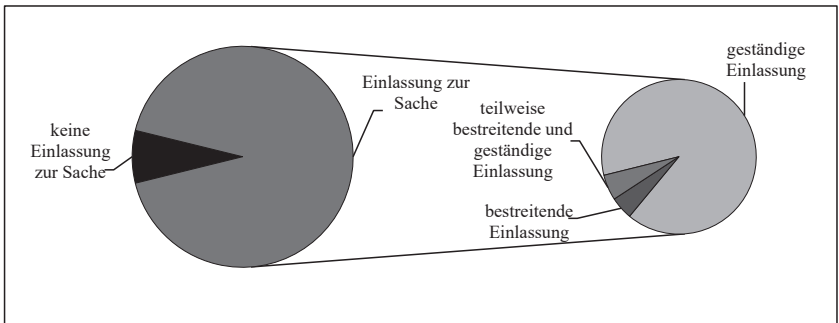 keine
Einlassung
zur Sache
Einlassung zur
Sache
teilweise
bestreitende und
geständige
Einlassung
bestreitende
Einlassung
geständige
Einlassung